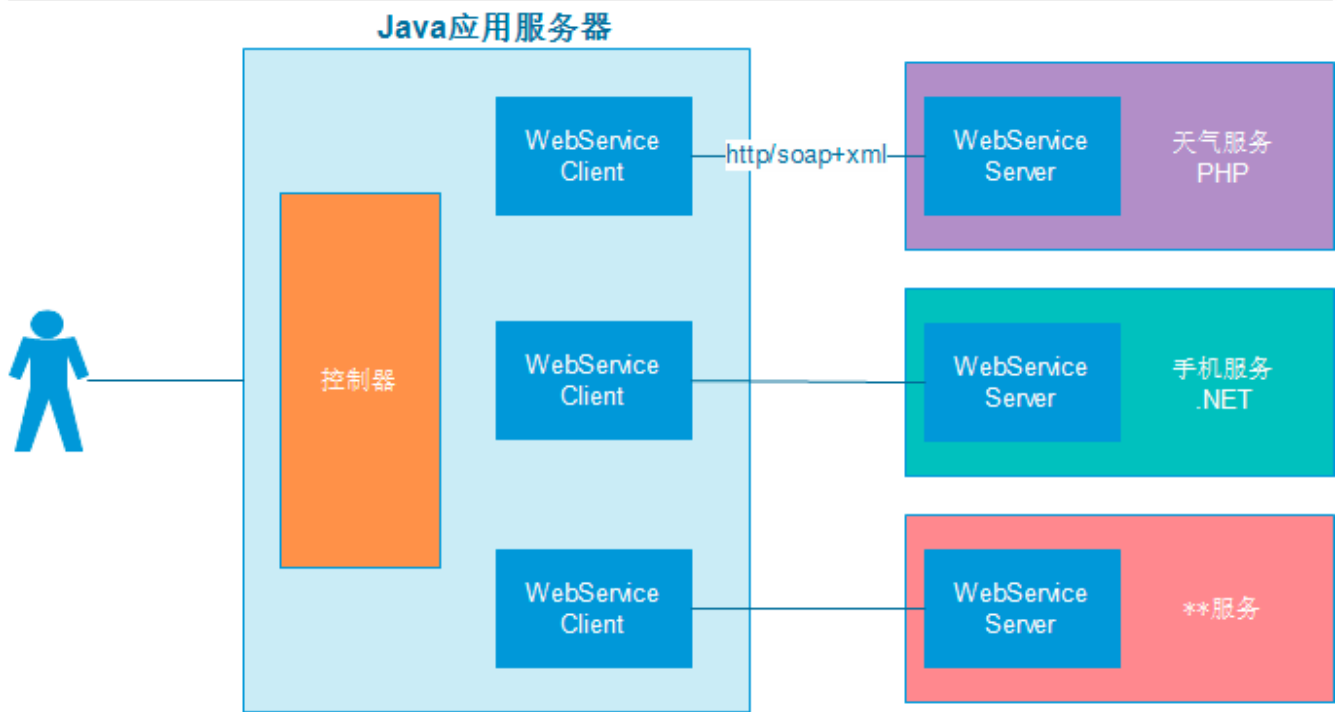 Java应用服务器
控制器
WebService
Client
http/soap+xml
WebService
Server
天气服务
PHP
WebService
Client
WebService
Server
手机服务
.NET
WebService
Client
WebService
Server
**服务